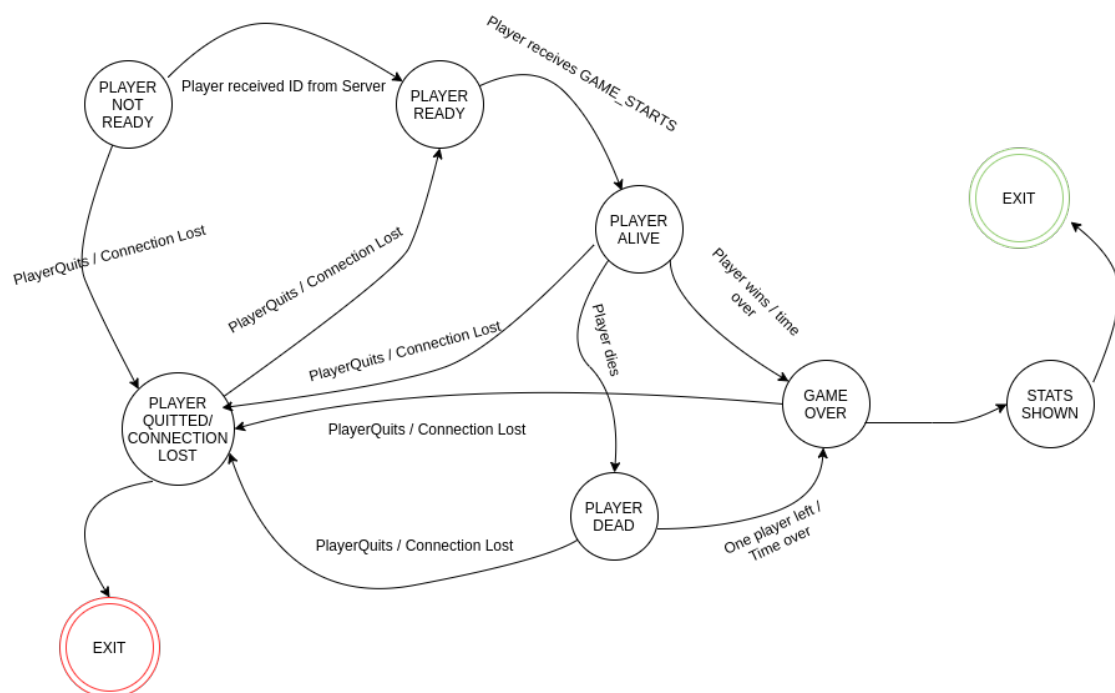 Player receives GAME_STARTS
PLAYER
NOT
READY
Player received ID from Server
PLAYER
READY
EXIT
PLAYER
ALIVE
PlayerQuits / Connection Lost
PlayerQuits / Connection Lost
Player wins / time
over
Player dies
PlayerQuits / Connection Lost
PLAYER
QUITTED/
CONNECTION
LOST
GAME
OVER
STATS
SHOWN
PlayerQuits / Connection Lost
PLAYER
DEAD
One player left /
Time over
PlayerQuits / Connection Lost
EXIT